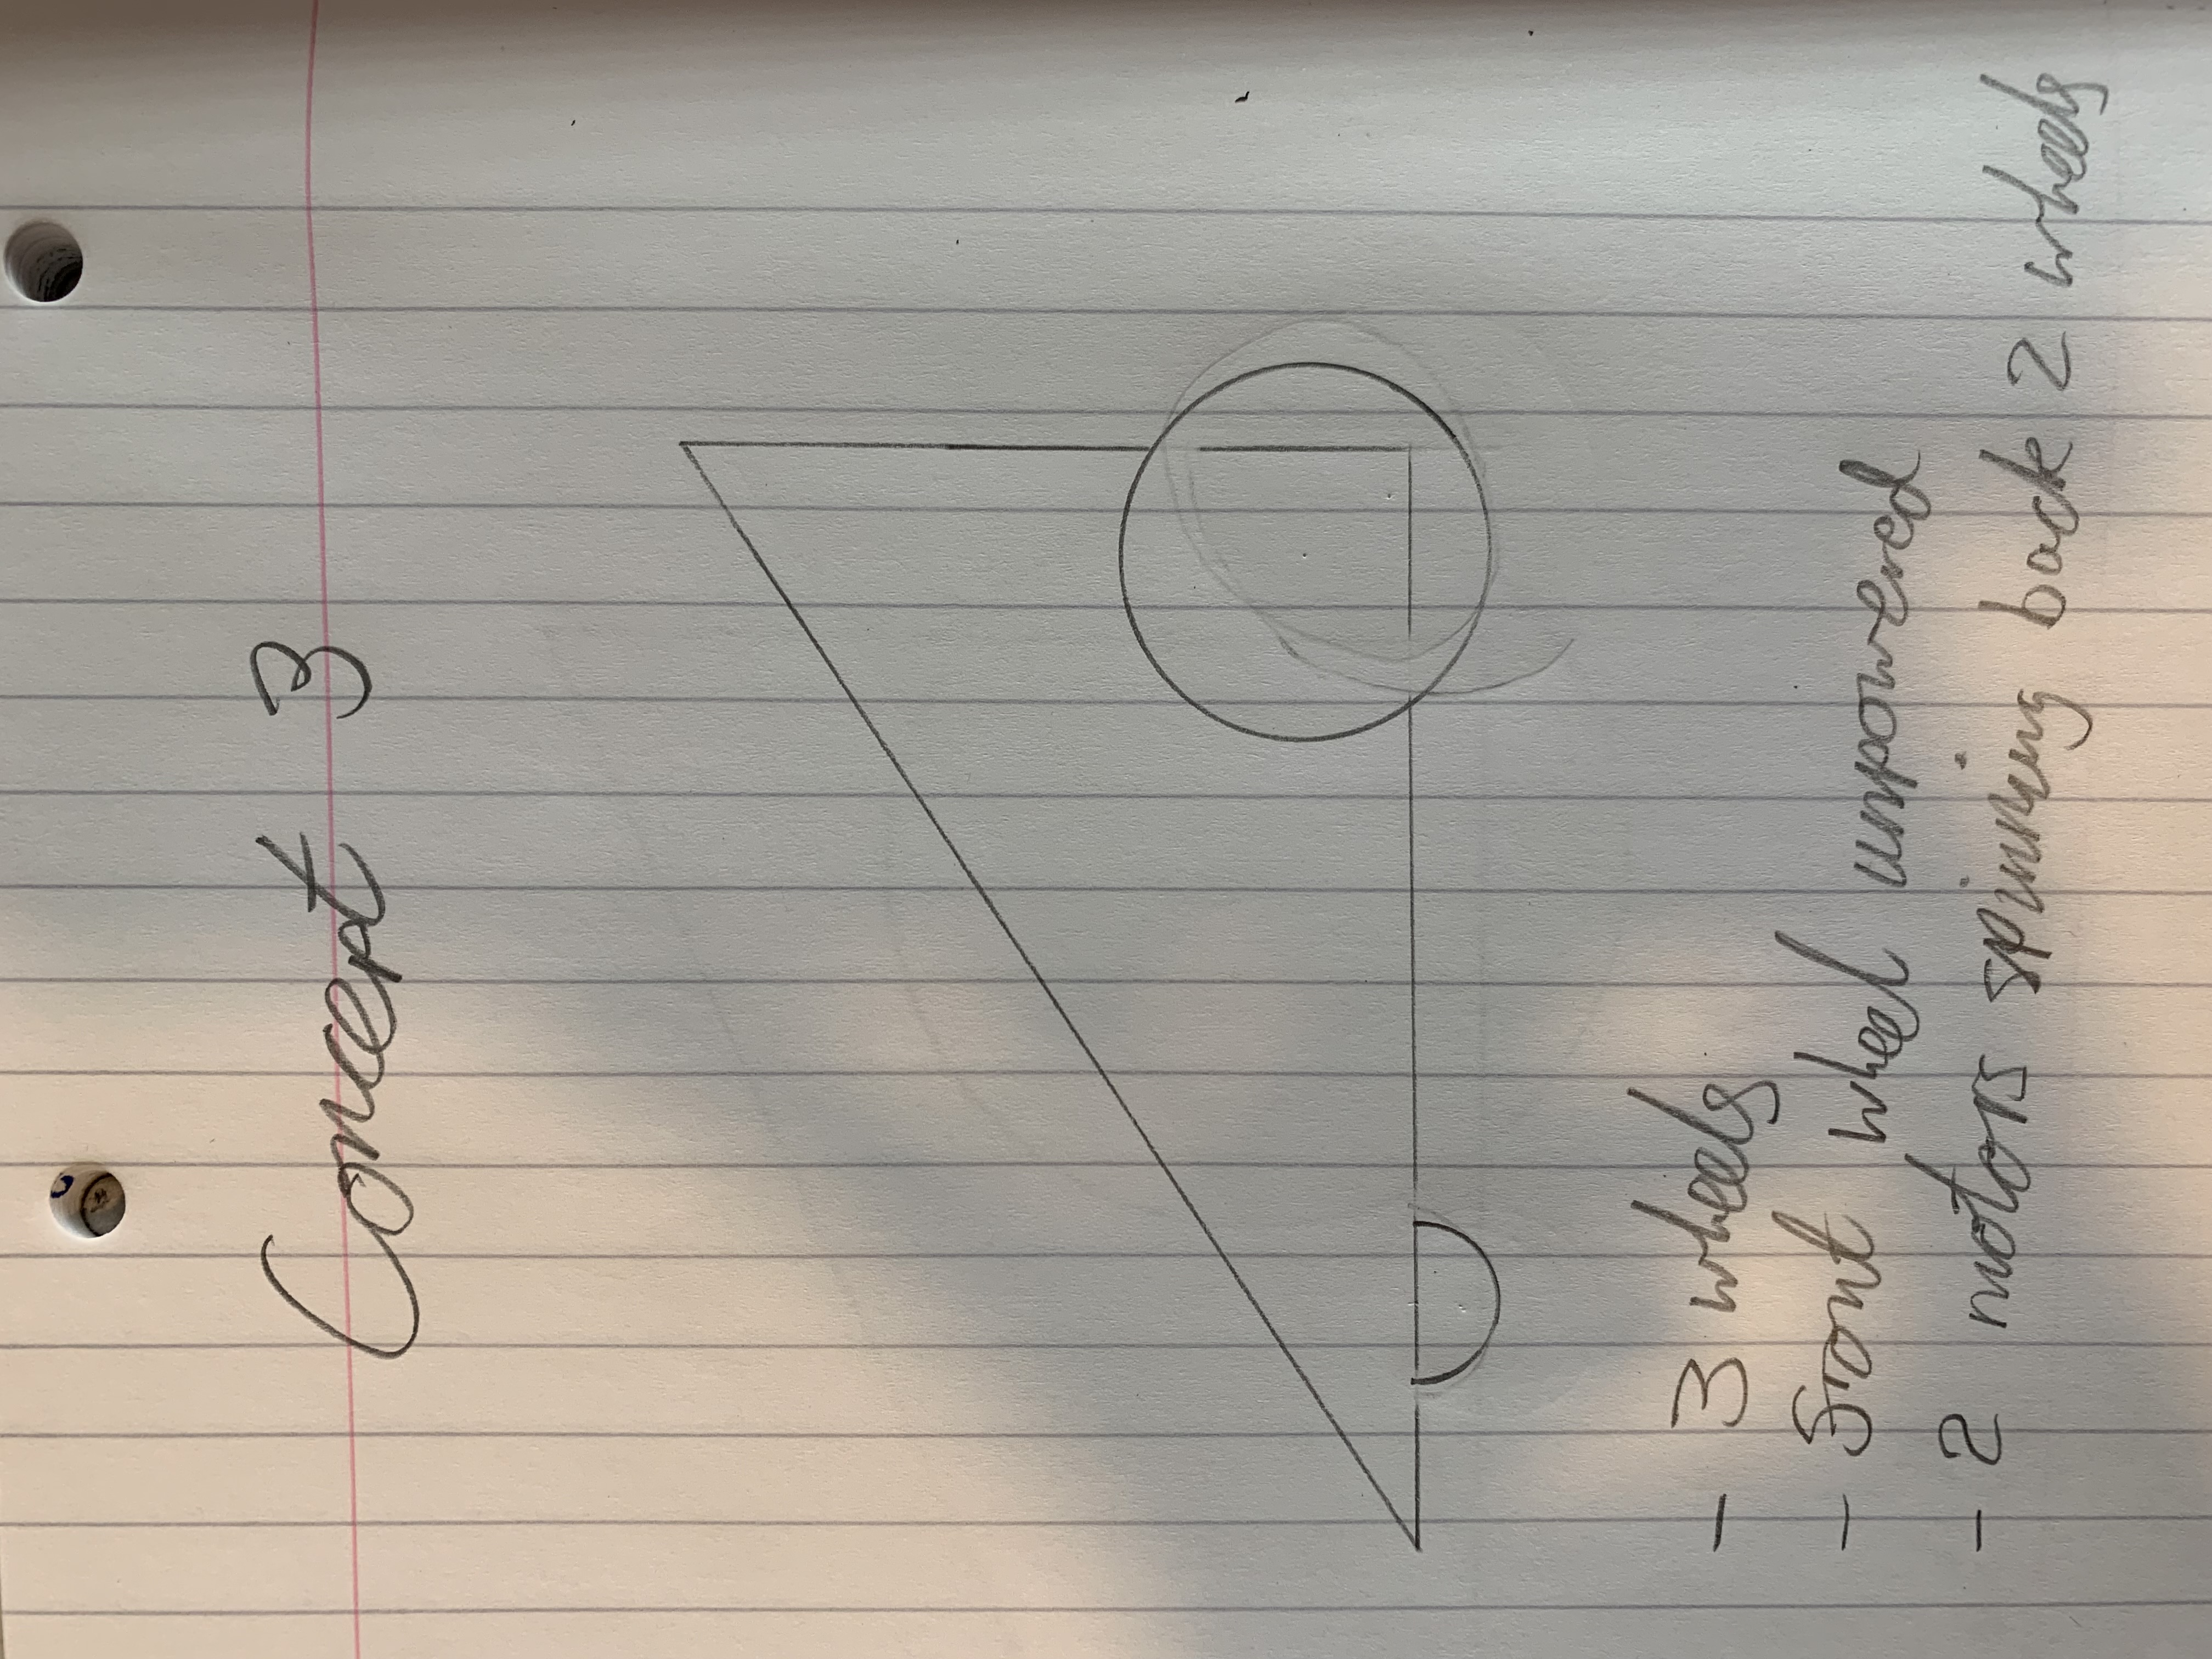 Concept 3
- 3 wheels
- front wheel unpowered
- 2 motors spinning back 2 wheels